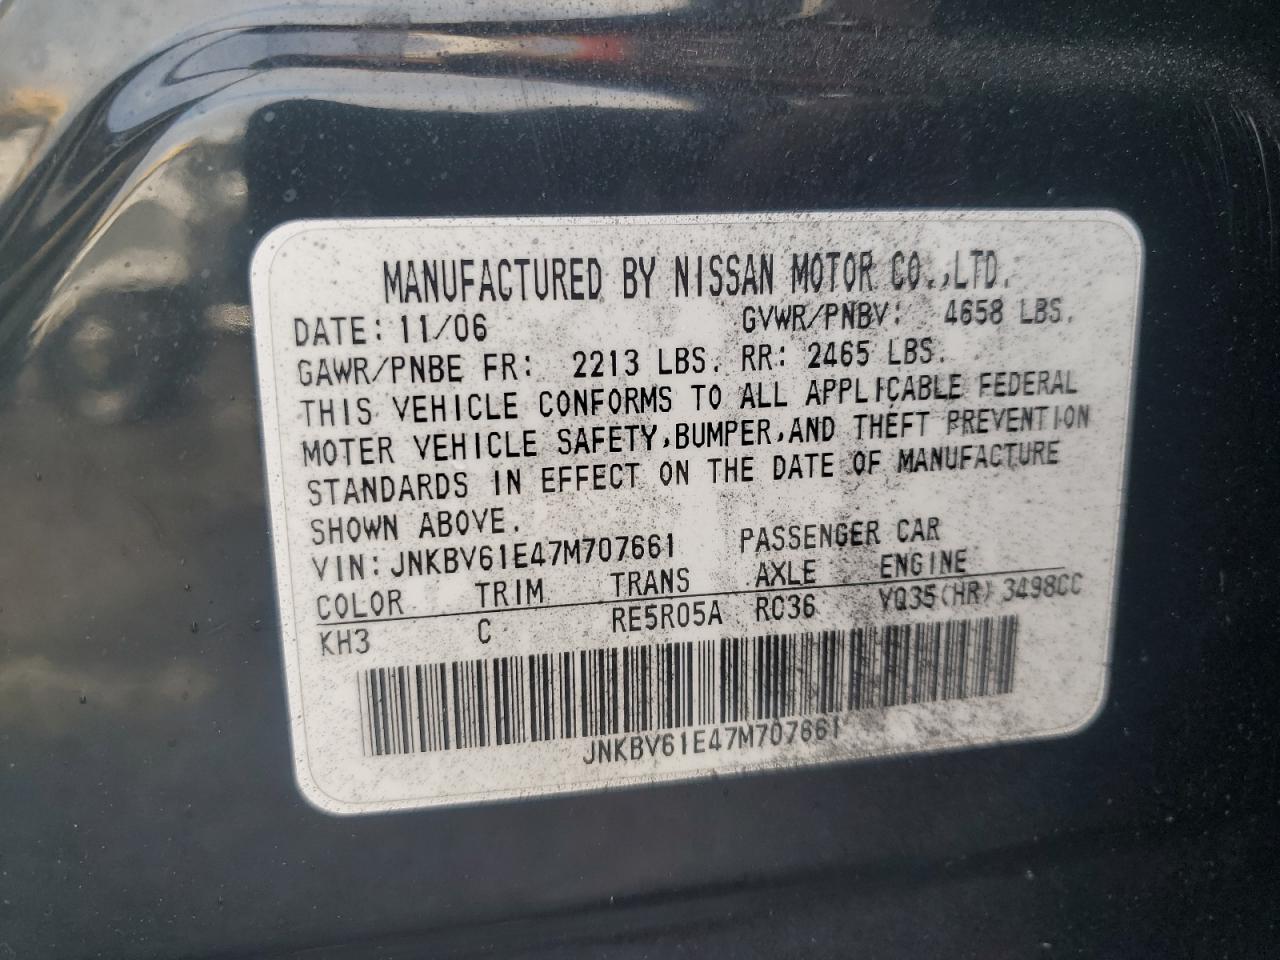 MANUFACTURED BY NISSAN MOTOR CO.,LTD.
DATE: 11/06 GVWR/PNBV: 4658 LBS.
GAWR/PNBE FR: 2213 LBS. RR: 2465 LBS.
THIS VEHICLE CONFORMS TO ALL APPLICABLE FEDERAL
MOTER VEHICLE SAFETY,BUMPER,AND THEFT PREVENTION
STANDARDS IN EFFECT ON THE DATE OF MANUFACTURE
SHOWN ABOVE.
VIN: JNKBV61E47M707661 PASSENGER CAR
COLOR TRIM TRANS AXLE ENGINE
KH3 C RE5R05A RC36 VQ35(HR) 3498CC
JNKBV61E47M707661